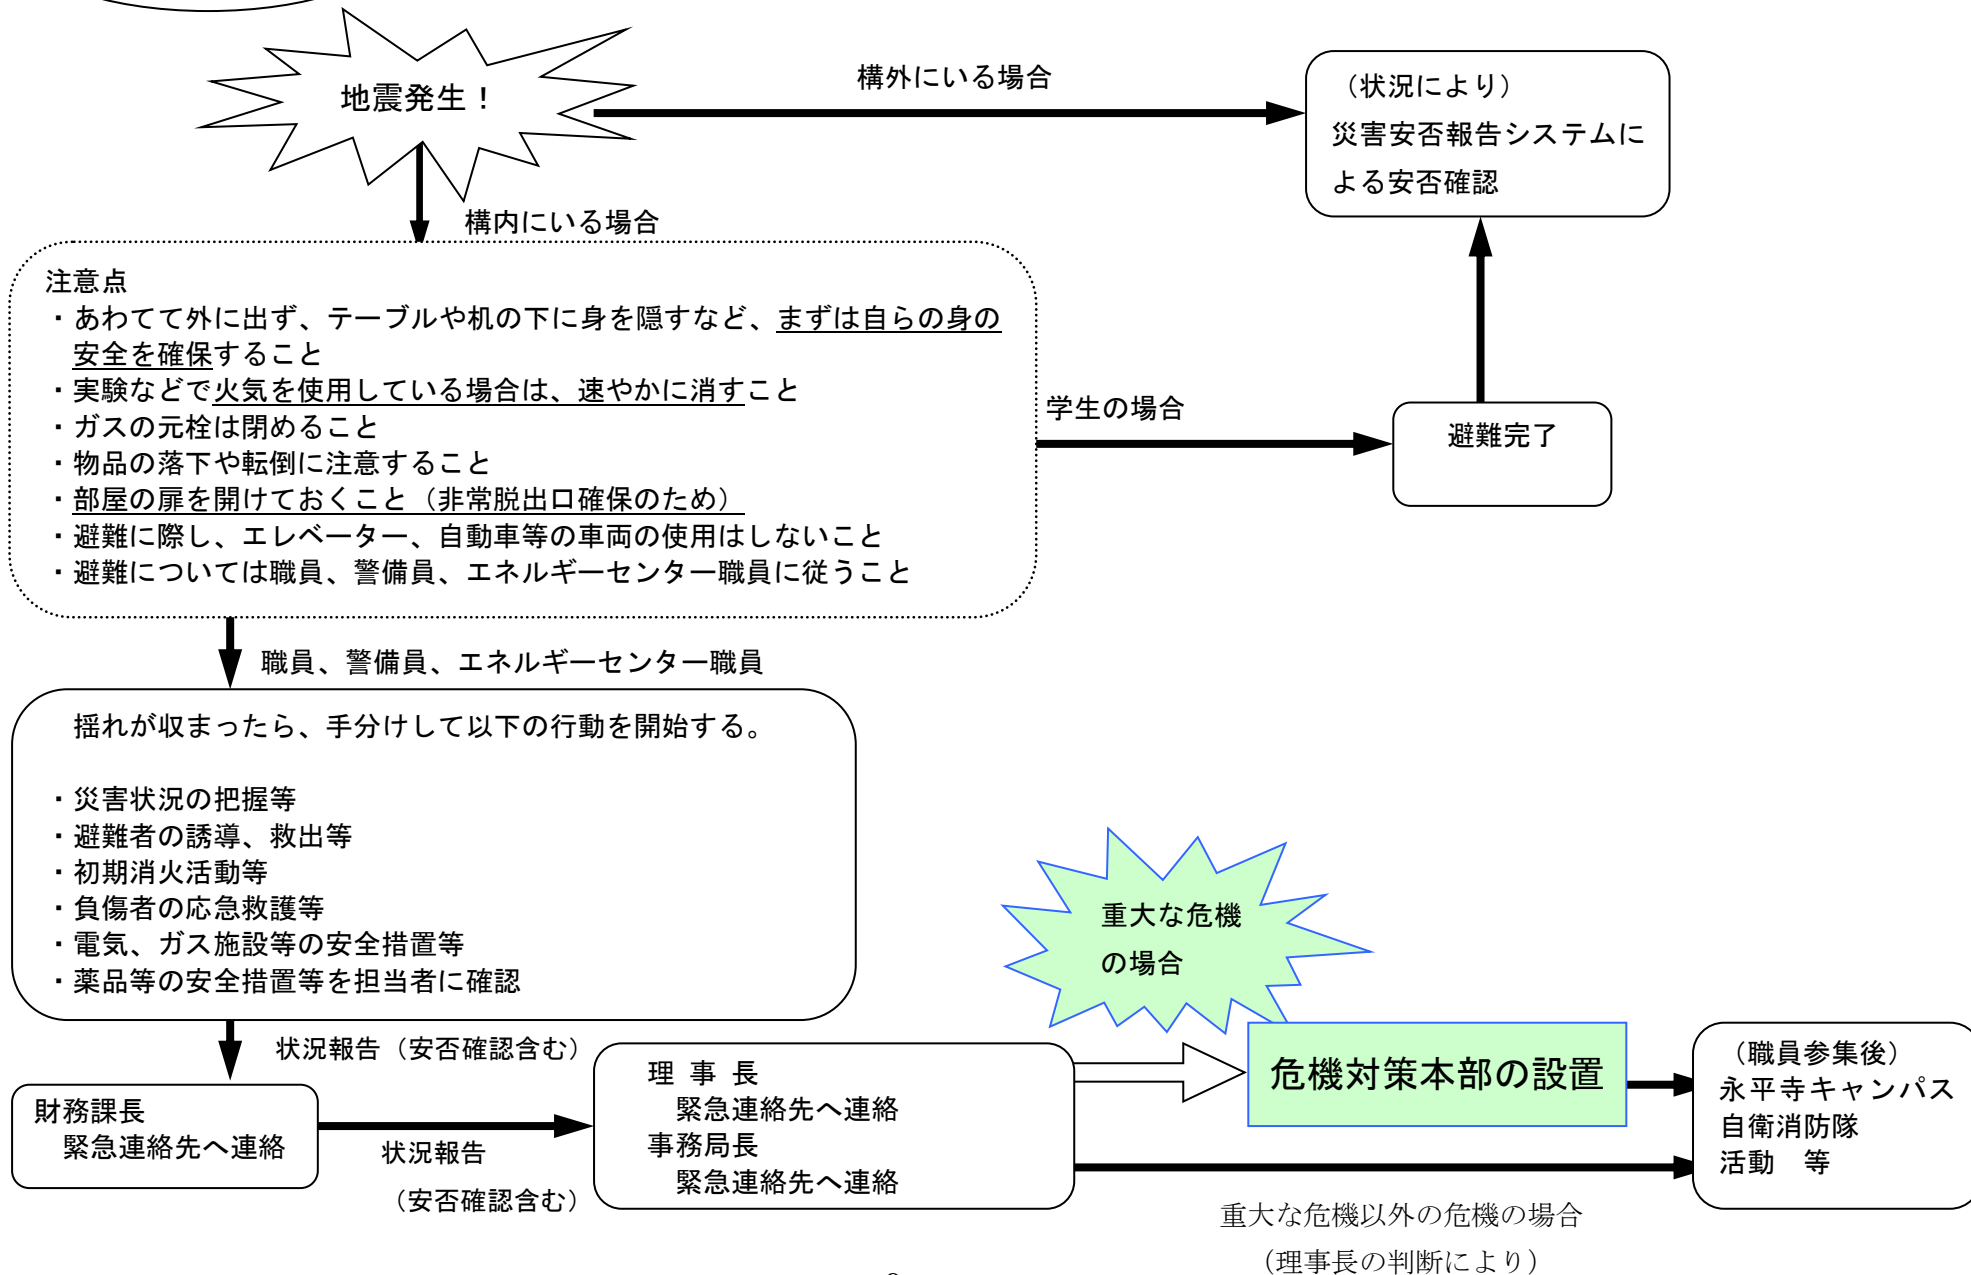 地震発生！
構外にいる場合
（状況により）
災害安否報告システムに
よる安否確認
構内にいる場合
注意点
・あわてて外に出ず、テーブルや机の下に身を隠すなど、まずは自らの身の
安全を確保すること
・実験などで火気を使用している場合は、速やかに消すこと
・ガスの元栓は閉めること
・物品の落下や転倒に注意すること
・部屋の扉を開けておくこと（非常脱出口確保のため）
・避難に際し、エレベーター、自動車等の車両の使用はしないこと
・避難については職員、警備員、エネルギーセンター職員に従うこと
学生の場合
避難完了
職員、警備員、エネルギーセンター職員
揺れが収まったら、手分けして以下の行動を開始する。
・災害状況の把握等
・避難者の誘導、救出等
・初期消火活動等
・負傷者の応急救護等
・電気、ガス施設等の安全措置等
・薬品等の安全措置等を担当者に確認
状況報告（安否確認含む）
財務課長
緊急連絡先へ連絡
状況報告
（安否確認含む）
理 事 長
緊急連絡先へ連絡
事務局長
緊急連絡先へ連絡
重大な危機
の場合
危機対策本部の設置
（職員参集後）
永平寺キャンパス
自衛消防隊
活動　等
重大な危機以外の危機の場合
（理事長の判断により）